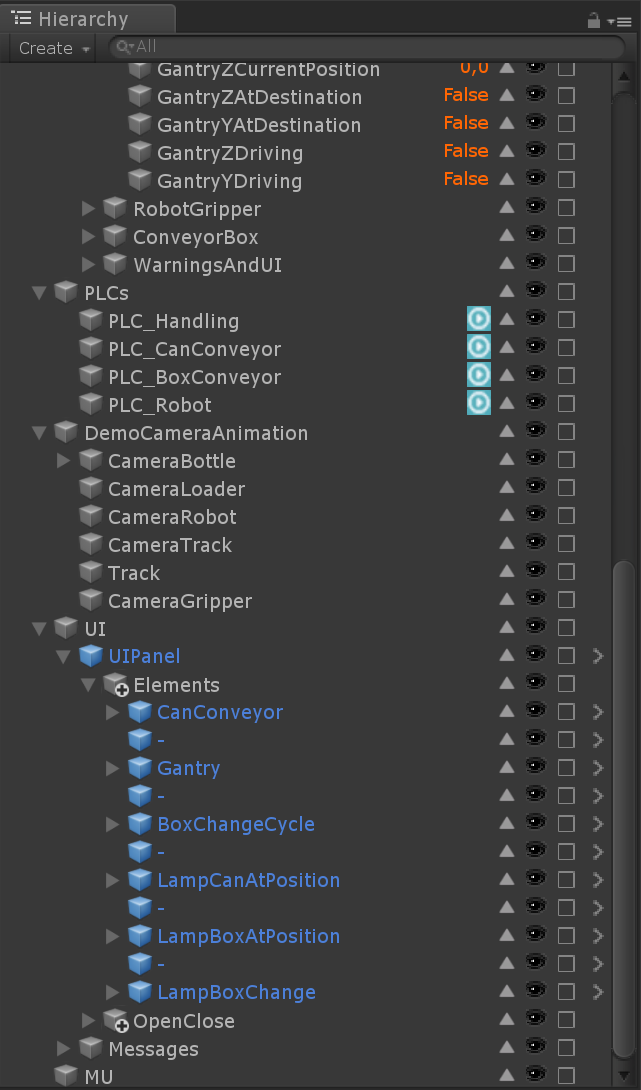 Hierarchy
Create All
GantryZCurrentPosition 0,0
GantryZAtDestination False
GantryYAtDestination False
GantryZDriving False
GantryYDriving False
RobotGripper
ConveyorBox
WarningsAndUI
PLCs
PLC_Handling
PLC_CanConveyor
PLC_BoxConveyor
PLC_Robot
DemoCameraAnimation
CameraBottle
CameraLoader
CameraRobot
CameraTrack
Track
CameraGripper
UI
UIPanel
Elements
CanConveyor
-
Gantry
-
BoxChangeCycle
-
LampCanAtPosition
-
LampBoxAtPosition
-
LampBoxChange
OpenClose
Messages
MU